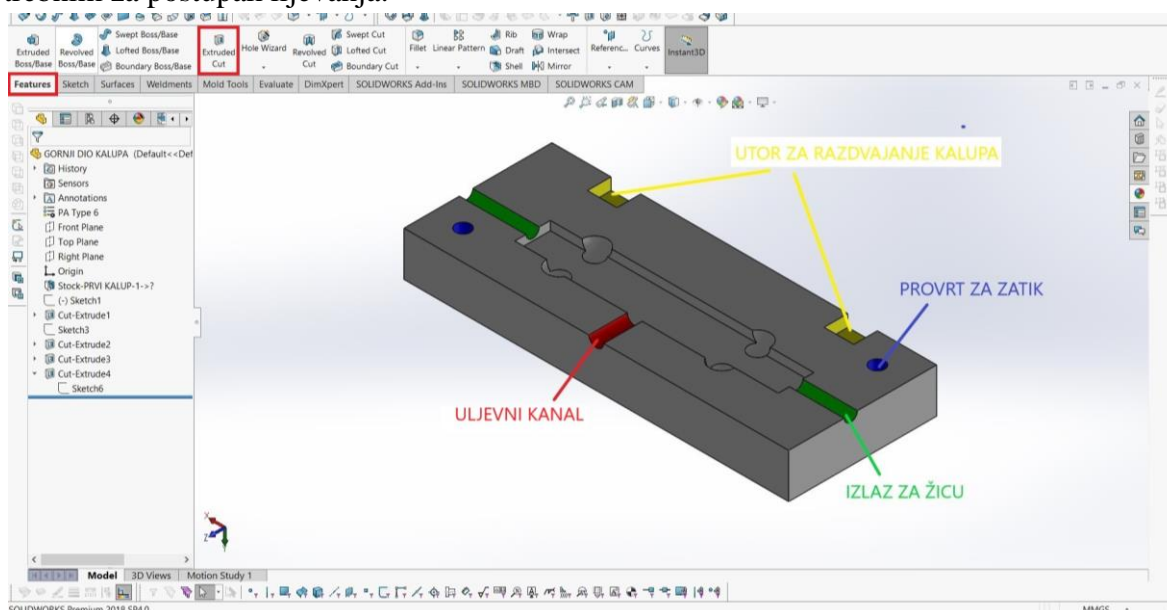 potrebnih za postupak lijevanja.
Extruded Boss/Base
Revolved Boss/Base
Swept Boss/Base
Lofted Boss/Base
Boundary Boss/Base
Extruded Cut
Hole Wizard
Revolved Cut
Swept Cut
Lofted Cut
Boundary Cut
Fillet
Linear Pattern
Rib
Draft
Shell
Wrap
Intersect
Mirror
Referenc...
Curves
Instant3D
Features Sketch Surfaces Weldments Mold Tools Evaluate DimXpert SOLIDWORKS Add-Ins SOLIDWORKS MBD SOLIDWORKS CAM
GORNJI DIO KALUPA (Default<<Def
History
Sensors
Annotations
PA Type 6
Front Plane
Top Plane
Right Plane
Origin
Stock-PRVI KALUP-1->?
(-) Sketch1
Cut-Extrude1
Sketch3
Cut-Extrude2
Cut-Extrude3
Cut-Extrude4
Sketch6
UTOR ZA RAZDVAJANJE KALUPA
PROVRT ZA ZATIK
ULJEVNI KANAL
IZLAZ ZA ŽICU
X
Z
Model 3D Views Motion Study 1
SOLIDWORKS Premium 2018 SP4.0
MMGS